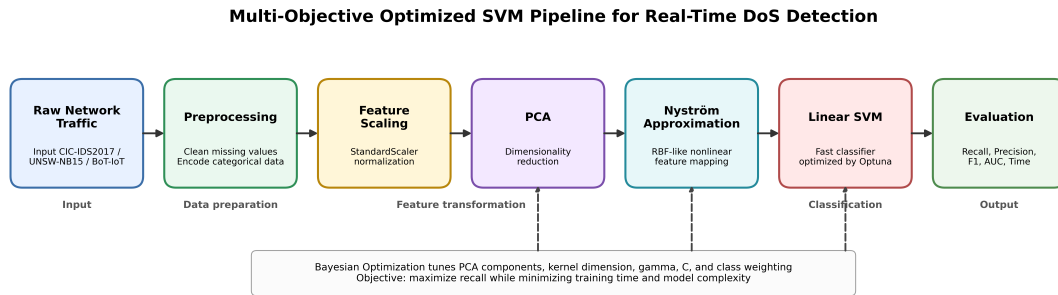 Multi-Objective Optimized SVM Pipeline for Real-Time DoS Detection
Raw Network
Traffic
Input CIC-IDS2017 /
UNSW-NB15 / BoT-IoT
Preprocessing
Clean missing values
Encode categorical data
Feature
Scaling
StandardScaler
normalization
PCA
Dimensionality
reduction
Nyström
Approximation
RBF-like nonlinear
feature mapping
Linear SVM
Fast classifier
optimized by Optuna
Evaluation
Recall, Precision,
F1, AUC, Time
Input
Data preparation
Feature transformation
Classification
Output
Bayesian Optimization tunes PCA components, kernel dimension, gamma, C, and class weighting
Objective: maximize recall while minimizing training time and model complexity